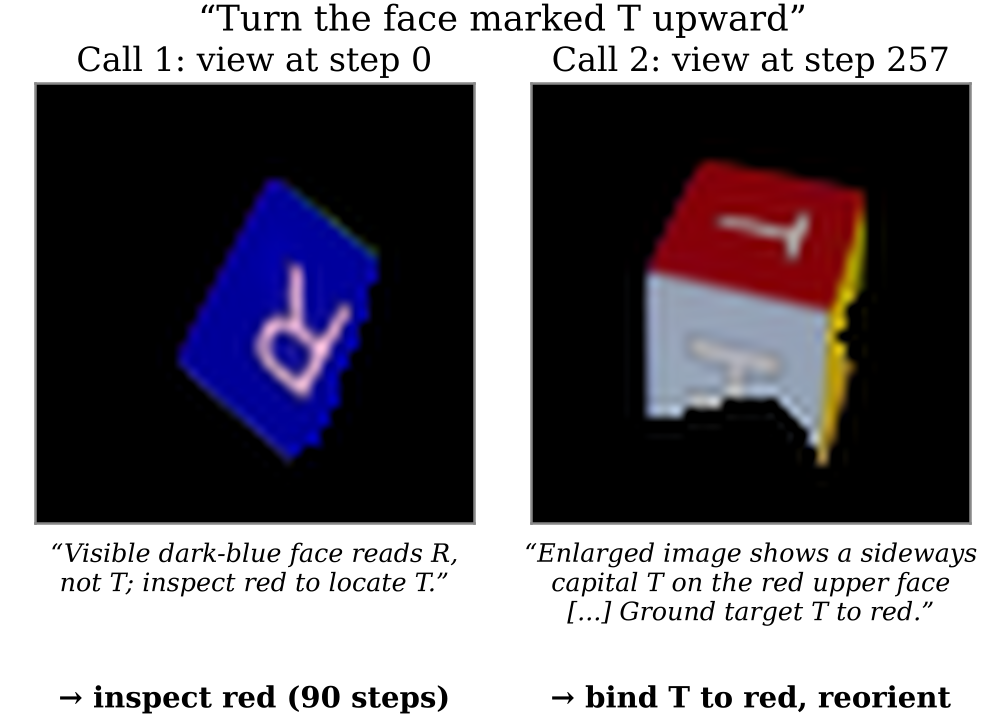 “Turn the face marked T upward”
Call 1: view at step 0
R
“Visible dark-blue face reads R,
not T; inspect red to locate T.”
→ inspect red (90 steps)
Call 2: view at step 257
T
“Enlarged image shows a sideways
capital T on the red upper face
[...] Ground target T to red.”
→ bind T to red, reorient